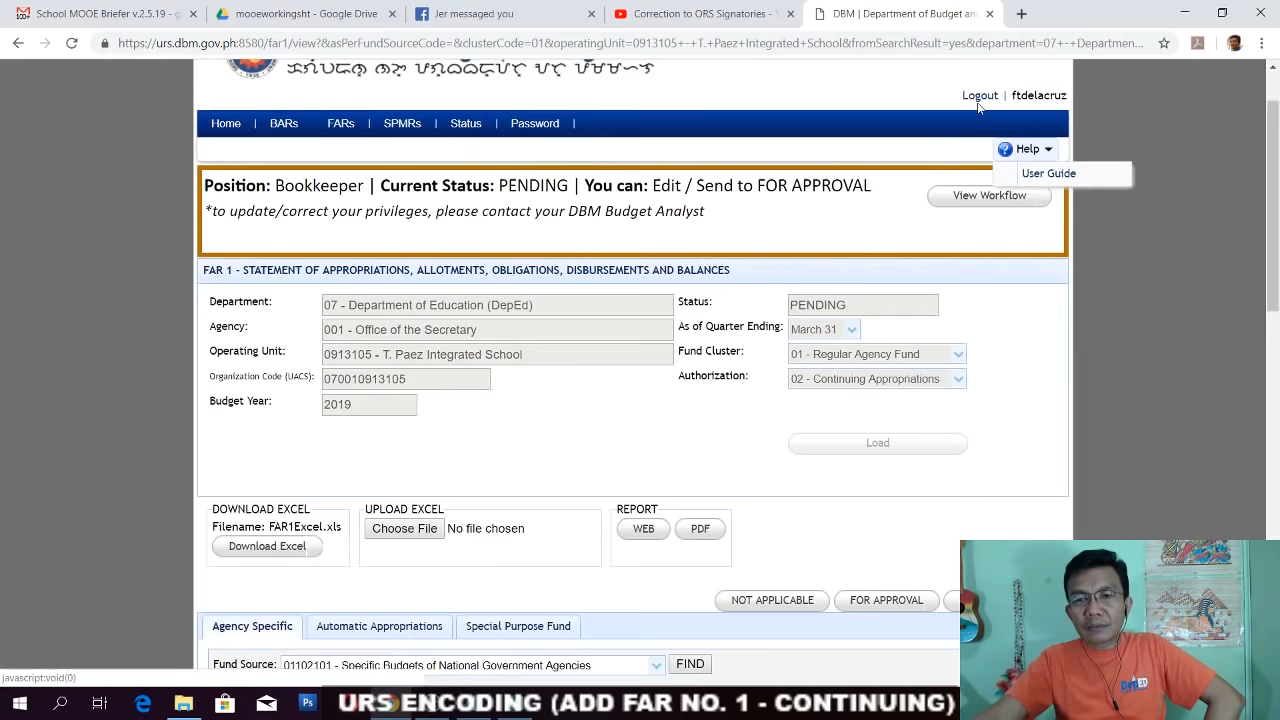 School MOOE Briefer v.2.5.19 - g
mooeworkingsht - Google Drive
Jer messaged you
Correction to ORS Signatories -
DBM | Department of Budget an
https://urs.dbm.gov.ph:8580/far1/view?&asPerFundSourceCode=&clusterCode=01&operatingUnit=0913105+-+T.+Paez+Integrated+School&fromSearchResult=yes&department=07+-+Departmen...
Logout | ftdelacruz
Home | BARs | FARs | SPMRs | Status | Password |
Help
User Guide
Position: Bookkeeper | Current Status: PENDING | You can: Edit / Send to FOR APPROVAL
View Workflow
*to update/correct your privileges, please contact your DBM Budget Analyst
FAR 1 - STATEMENT OF APPROPRIATIONS, ALLOTMENTS, OBLIGATIONS, DISBURSEMENTS AND BALANCES
Department: 07 - Department of Education (DepEd) Status: PENDING
Agency: 001 - Office of the Secretary As of Quarter Ending: March 31
Operating Unit: 0913105 - T. Paez Integrated School Fund Cluster: 01 - Regular Agency Fund
Organization Code (UACS): 070010913105 Authorization: 02 - Continuing Appropriations
Budget Year: 2019
Load
DOWNLOAD EXCEL UPLOAD EXCEL REPORT
Filename: FAR1Excel.xls Choose File No file chosen WEB PDF
Download Excel
NOT APPLICABLE FOR APPROVAL
Agency Specific Automatic Appropriations Special Purpose Fund
Fund Source: 01102101 - Specific Budgets of National Government Agencies FIND
javascript:void(0)
URS ENCODING (ADD FAR NO. 1 - CONTINUING)